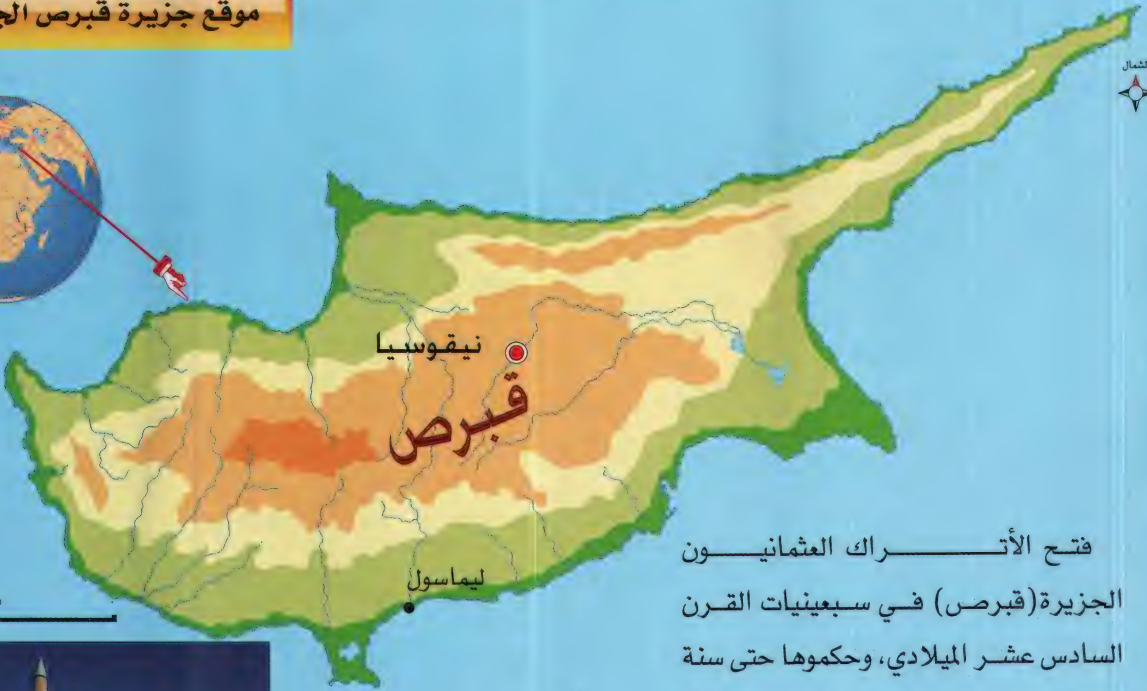 موقع جزيرة قبرص
الشمال
نيقوسيا
قبرص
ليماسول
فتح الأتراك العثمانيون
الجزيرة(قبرص) في سبعينيات القرن
السادس عشر الميلادي، وحكموها حتى سنة